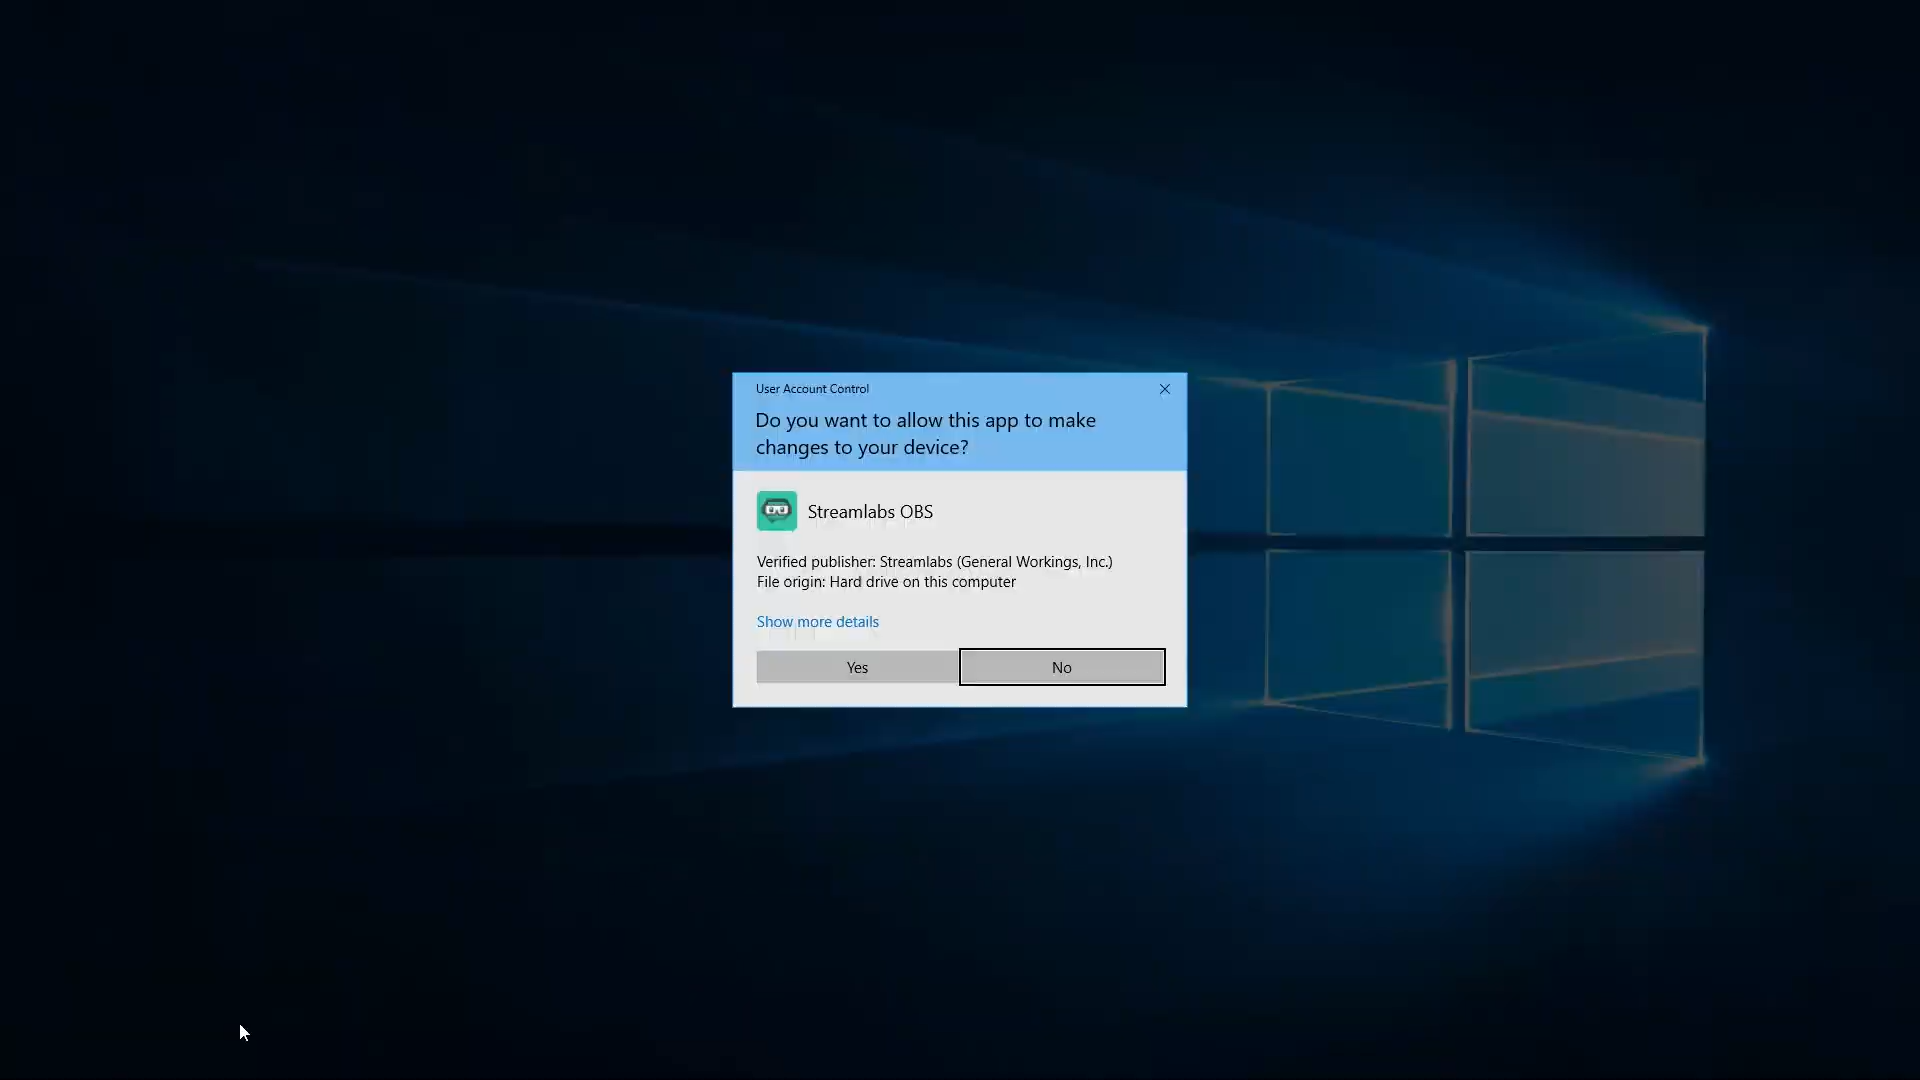 User Account Control
Do you want to allow this app to make
changes to your device?
Streamlabs OBS
Verified publisher: Streamlabs (General Workings, Inc.)
File origin: Hard drive on this computer
Show more details
Yes
No